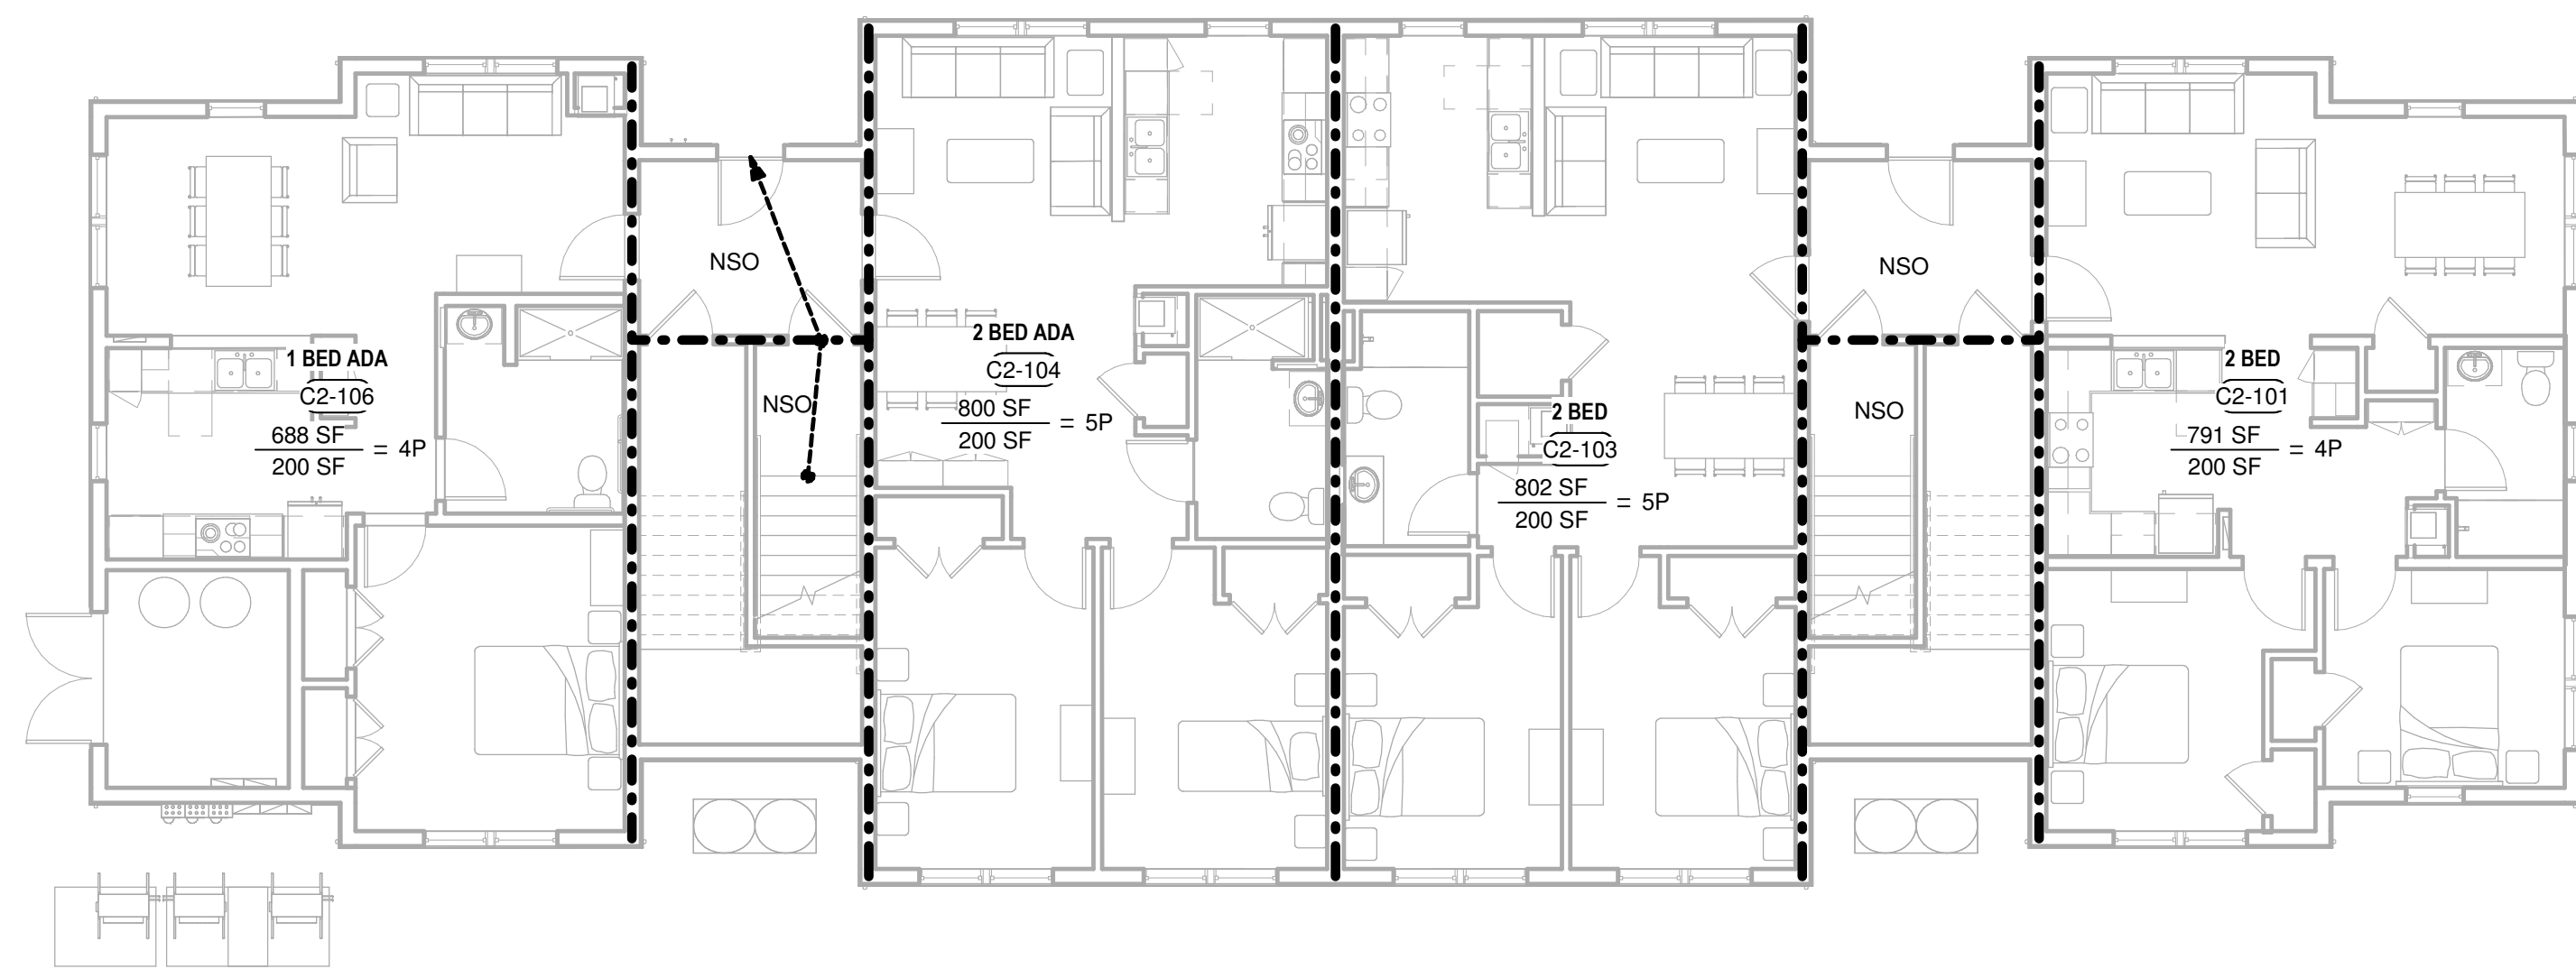 NSO
NSO
1 BED ADA
C2-106
688 SF
200 SF
= 4P
NSO
2 BED ADA
C2-104
800 SF
200 SF
= 5P
2 BED
C2-103
802 SF
200 SF
= 5P
NSO
2 BED
C2-101
791 SF
200 SF
= 4P